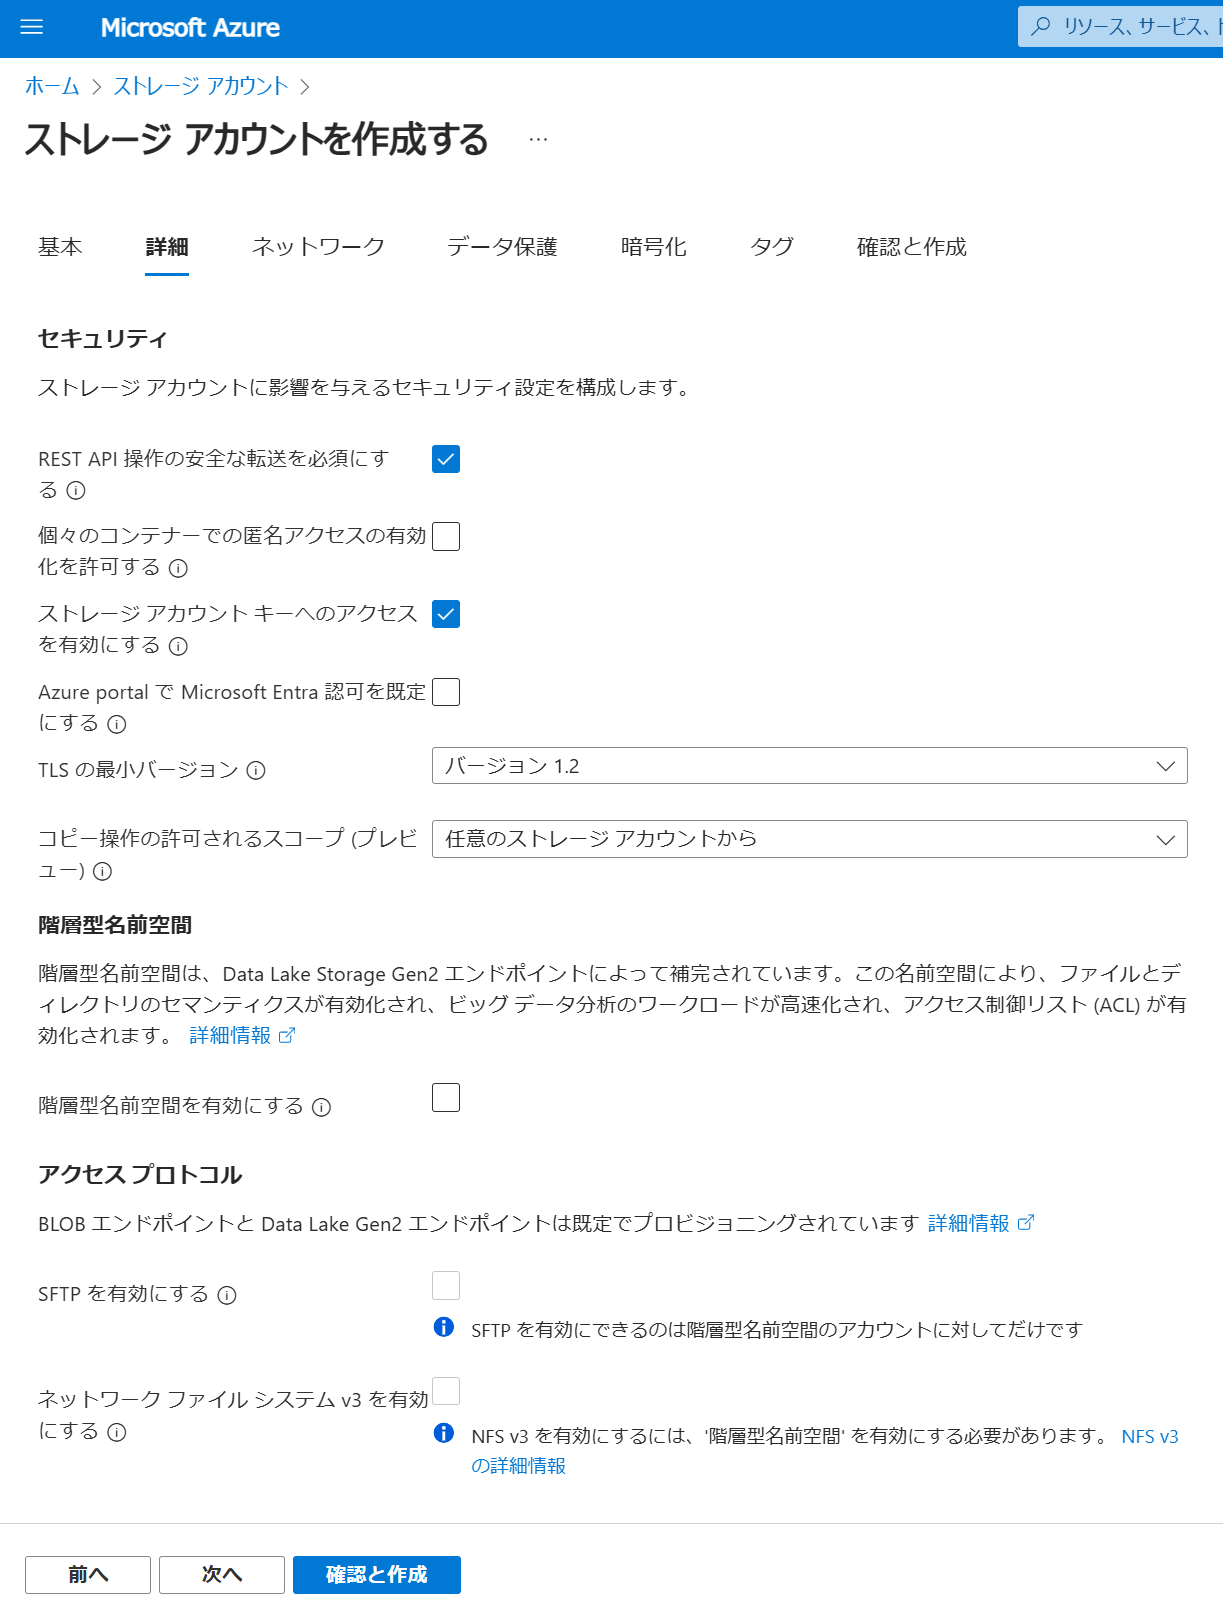 Microsoft Azure
リソース、サービス、
ホーム > ストレージ アカウント >
ストレージ アカウントを作成する ...
基本 詳細 ネットワーク データ保護 暗号化 タグ 確認と作成
セキュリティ
ストレージ アカウントに影響を与えるセキュリティ設定を構成します。
REST API 操作の安全な転送を必須にす
る
個々のコンテナーでの匿名アクセスの有効
化を許可する
ストレージ アカウント キーへのアクセス
を有効にする
Azure portal で Microsoft Entra 認可を既定
にする
TLS の最小バージョン
バージョン 1.2
コピー操作の許可されるスコープ (プレビ
ュー)
任意のストレージ アカウントから
階層型名前空間
階層型名前空間は、Data Lake Storage Gen2 エンドポイントによって補完されています。この名前空間により、ファイルとデ
ィレクトリのセマンティクスが有効化され、ビッグ データ分析のワークロードが高速化され、アクセス制御リスト (ACL) が有
効化されます。 詳細情報
階層型名前空間を有効にする
アクセス プロトコル
BLOB エンドポイントと Data Lake Gen2 エンドポイントは既定でプロビジョニングされています 詳細情報
SFTP を有効にする
SFTP を有効にできるのは階層型名前空間のアカウントに対してだけです
ネットワーク ファイル システム v3 を有効
にする
NFS v3 を有効にするには、'階層型名前空間' を有効にする必要があります。 NFS v3
の詳細情報
前へ 次へ 確認と作成